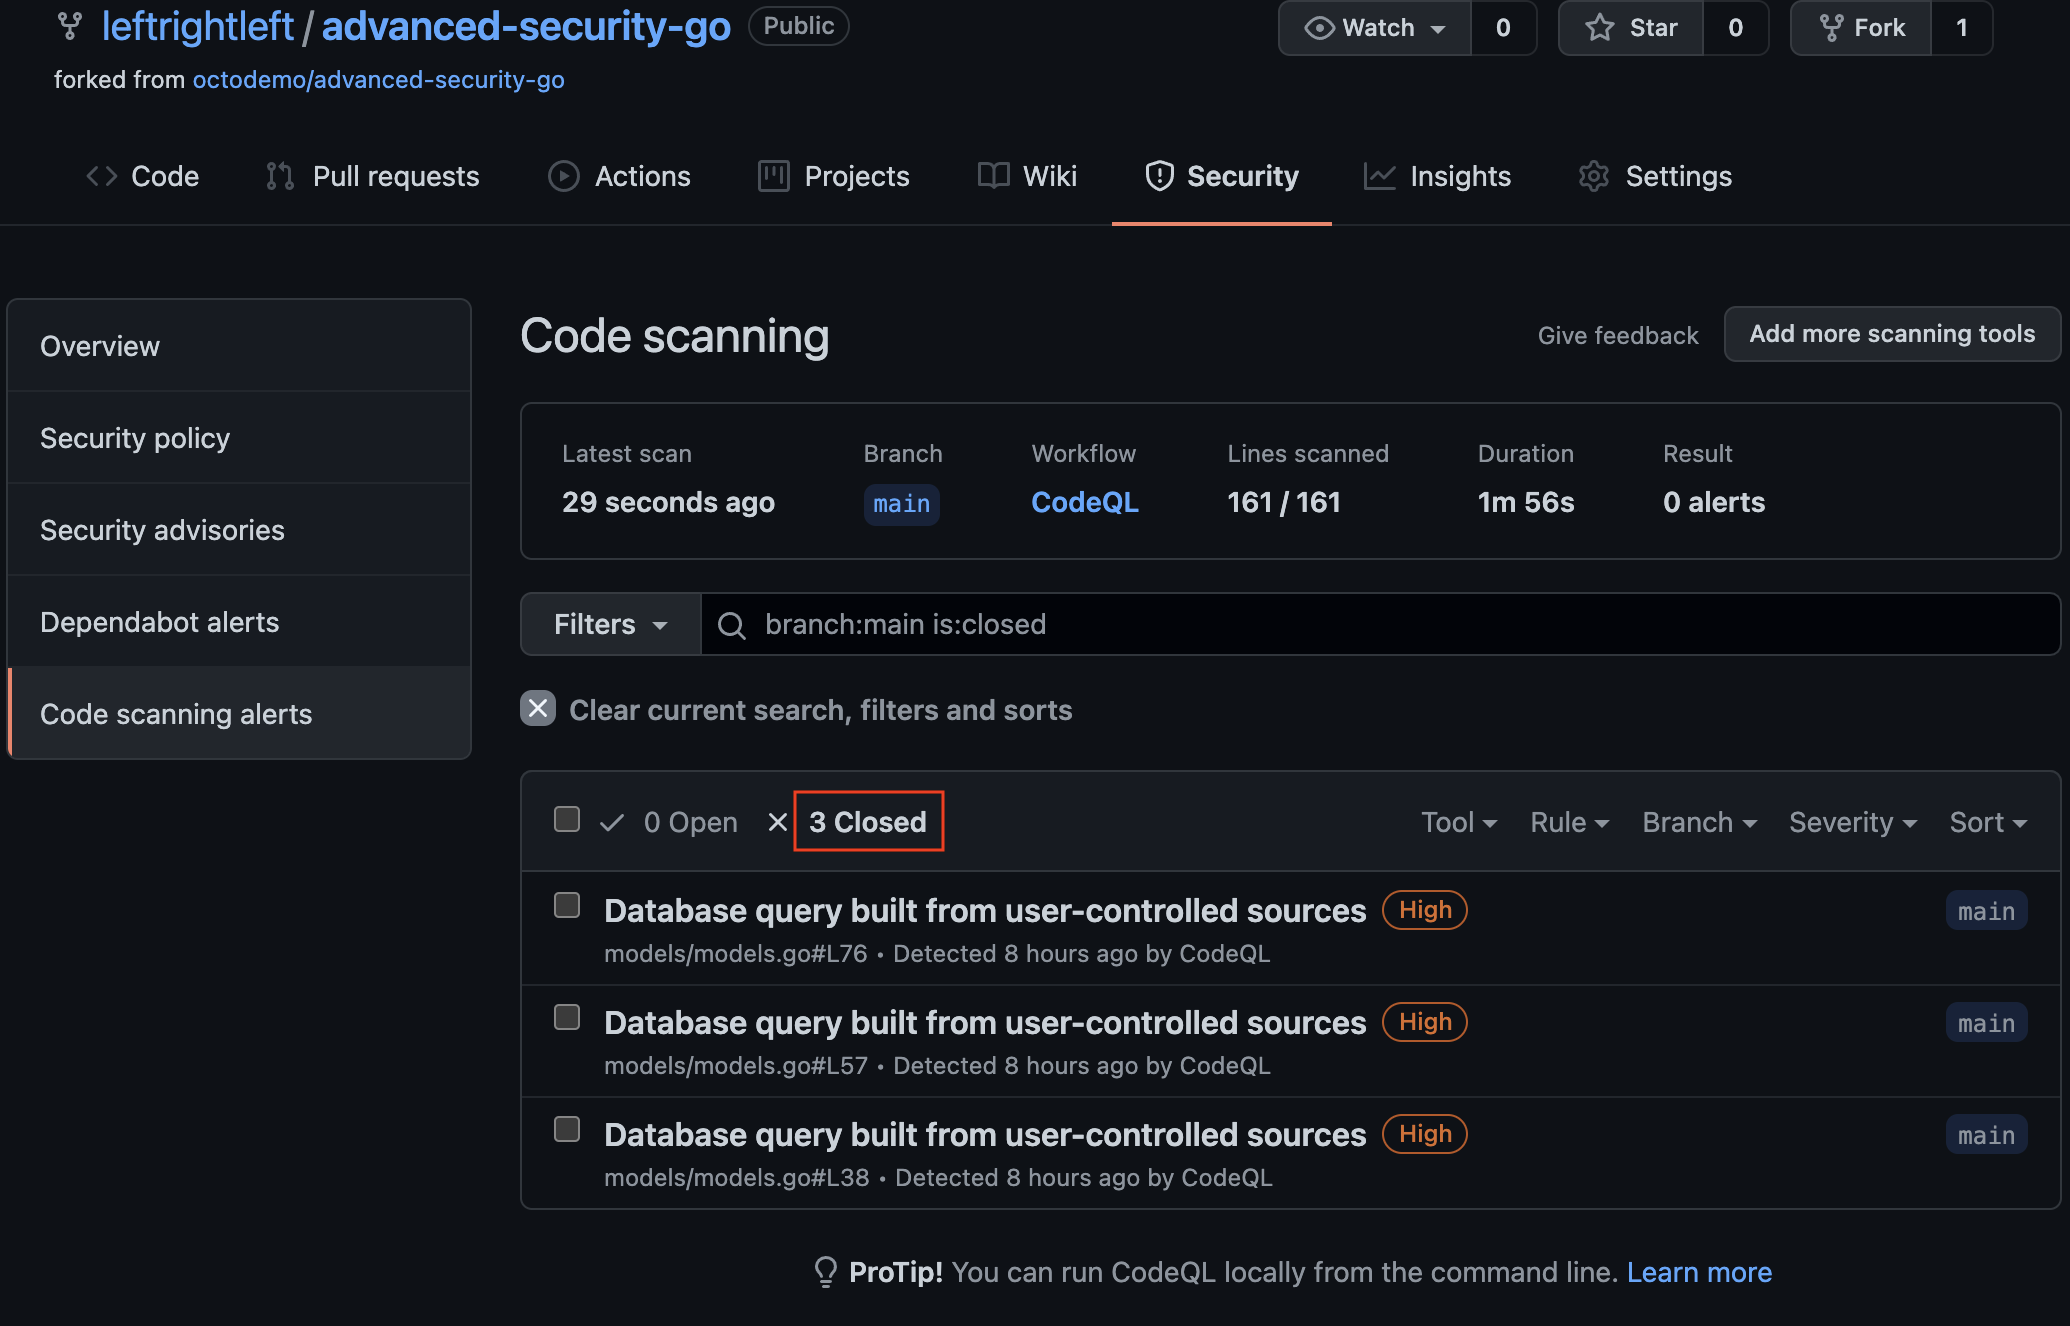 leftrightleft / advanced-security-go Public Watch 0 Star 0 Fork 1
forked from octodemo/advanced-security-go
Code Pull requests Actions Projects Wiki Security Insights Settings
Overview
Security policy
Security advisories
Dependabot alerts
Code scanning alerts
Code scanning Give feedback Add more scanning tools
Latest scan Branch Workflow Lines scanned Duration Result
29 seconds ago main CodeQL 161 / 161 1m 56s 0 alerts
Filters branch:main is:closed
Clear current search, filters and sorts
0 Open 3 Closed Tool Rule Branch Severity Sort
Database query built from user-controlled sources High main
models/models.go#L76 • Detected 8 hours ago by CodeQL
Database query built from user-controlled sources High main
models/models.go#L57 • Detected 8 hours ago by CodeQL
Database query built from user-controlled sources High main
models/models.go#L38 • Detected 8 hours ago by CodeQL
ProTip! You can run CodeQL locally from the command line. Learn more